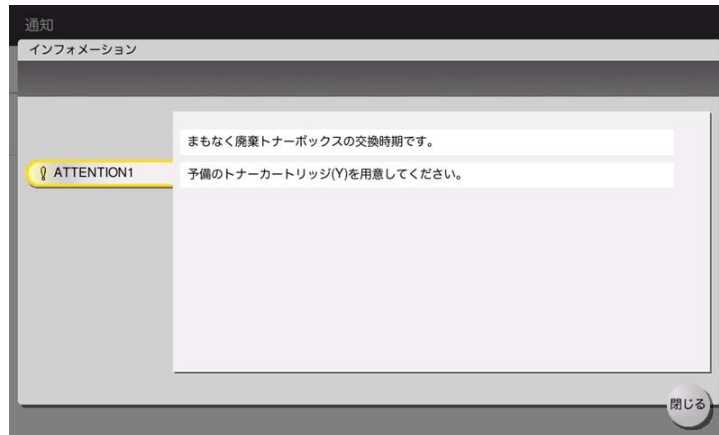 通知
インフォメーション
まもなく廃棄トナーボックスの交換時期です。
ATTENTION1
予備のトナーカートリッジ(Y)を用意してください。
閉じる